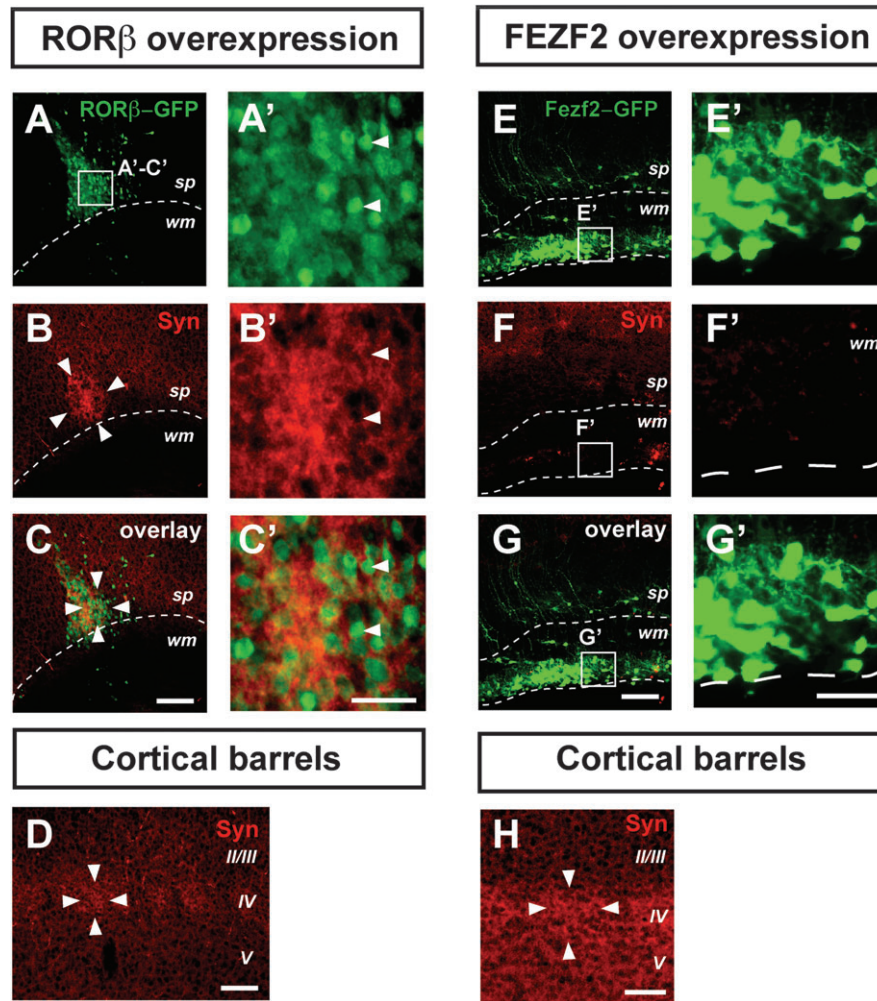 RORβ overexpression
FEZF2 overexpression
A
RORβ–GFP
A'-C'
sp
wm
A'
E
Fezf2–GFP
sp
wm
E'
E'
B
Syn
sp
wm
B'
F
Syn
sp
wm
F'
F'
wm
C
overlay
sp
wm
C'
G
overlay
sp
wm
G'
G'
Cortical barrels
Cortical barrels
D
Syn
II/III
IV
V
H
Syn
II/III
IV
V